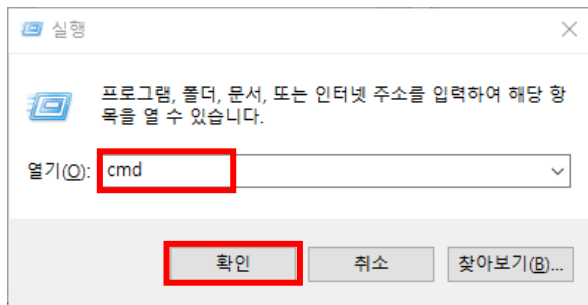 실행
프로그램, 폴더, 문서, 또는 인터넷 주소를 입력하여 해당 항
목을 열 수 있습니다.
열기(O): cmd
확인 취소 찾아보기(B)...